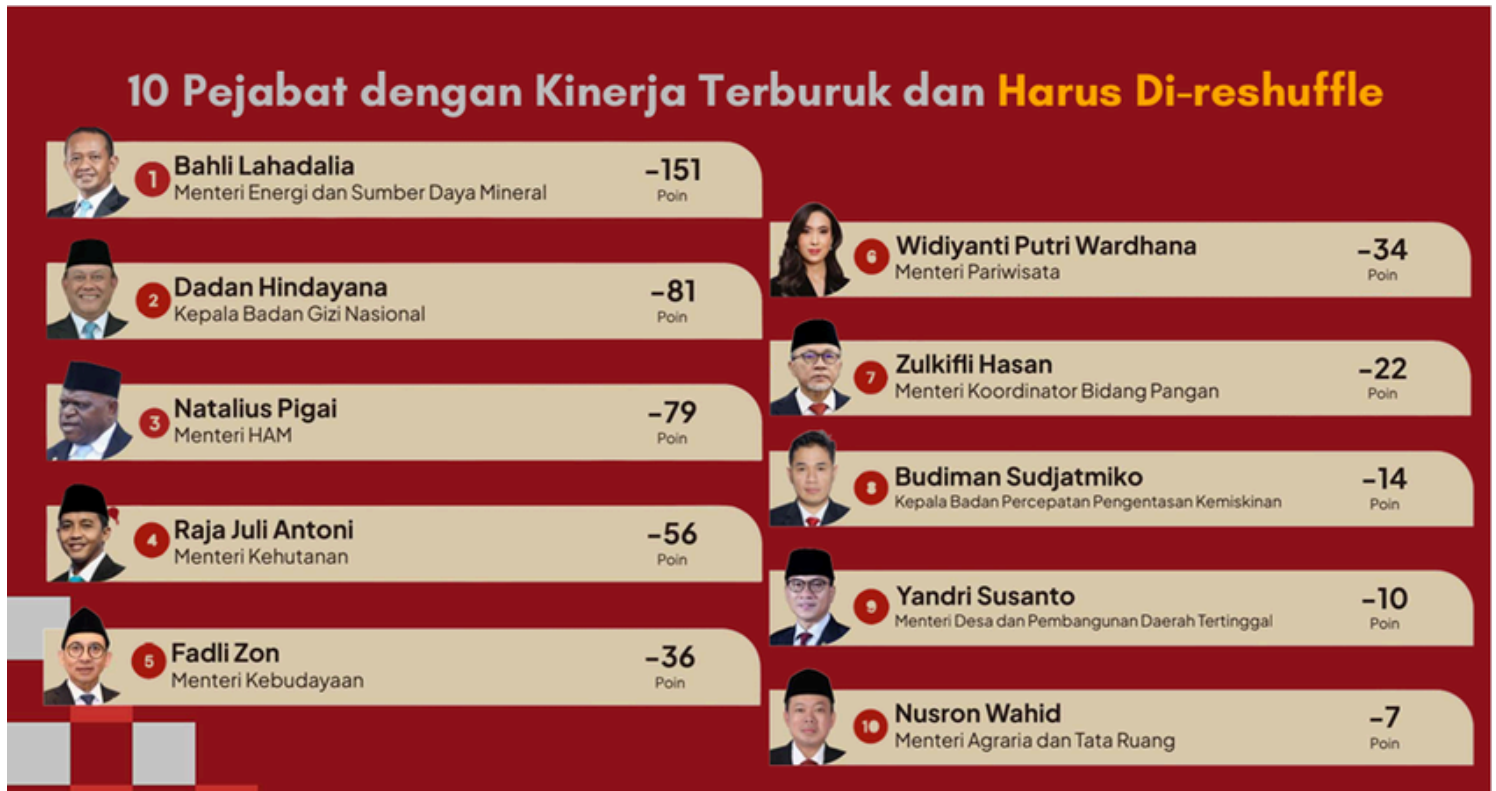 10 Pejabat dengan Kinerja Terburuk dan Harus Di-reshuffle
1
Bahli Lahadalia
Menteri Energi dan Sumber Daya Mineral
-151
Poin
2
Dadan Hindayana
Kepala Badan Gizi Nasional
-81
Poin
3
Natalius Pigai
Menteri HAM
-79
Poin
4
Raja Juli Antoni
Menteri Kehutanan
-56
Poin
5
Fadli Zon
Menteri Kebudayaan
-36
Poin
6
Widiyanti Putri Wardhana
Menteri Pariwisata
-34
Poin
7
Zulkifli Hasan
Menteri Koordinator Bidang Pangan
-22
Poin
8
Budiman Sudjatmiko
Kepala Badan Percepatan Pengentasan Kemiskinan
-14
Poin
9
Yandri Susanto
Menteri Desa dan Pembangunan Daerah Tertinggal
-10
Poin
10
Nusron Wahid
Menteri Agraria dan Tata Ruang
-7
Poin